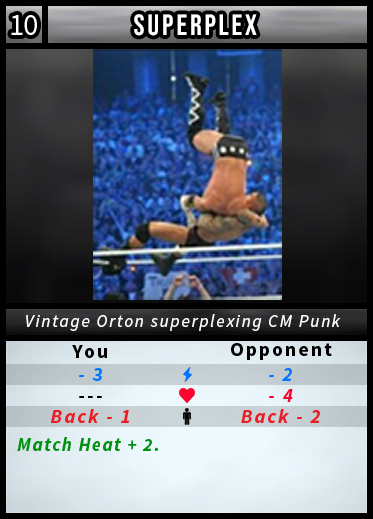 10 SUPERPLEX
Vintage Orton superplexing CM Punk
You Opponent
- 3 - 2
--- - 4
Back - 1 Back - 2
Match Heat + 2.